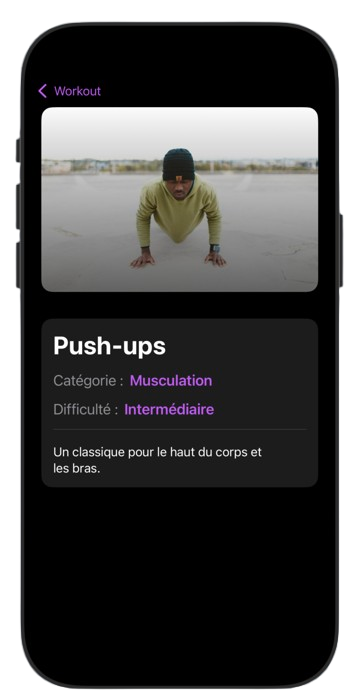 Workout
Push-ups
Catégorie : Musculation
Difficulté : Intermédiaire
Un classique pour le haut du corps et
les bras.